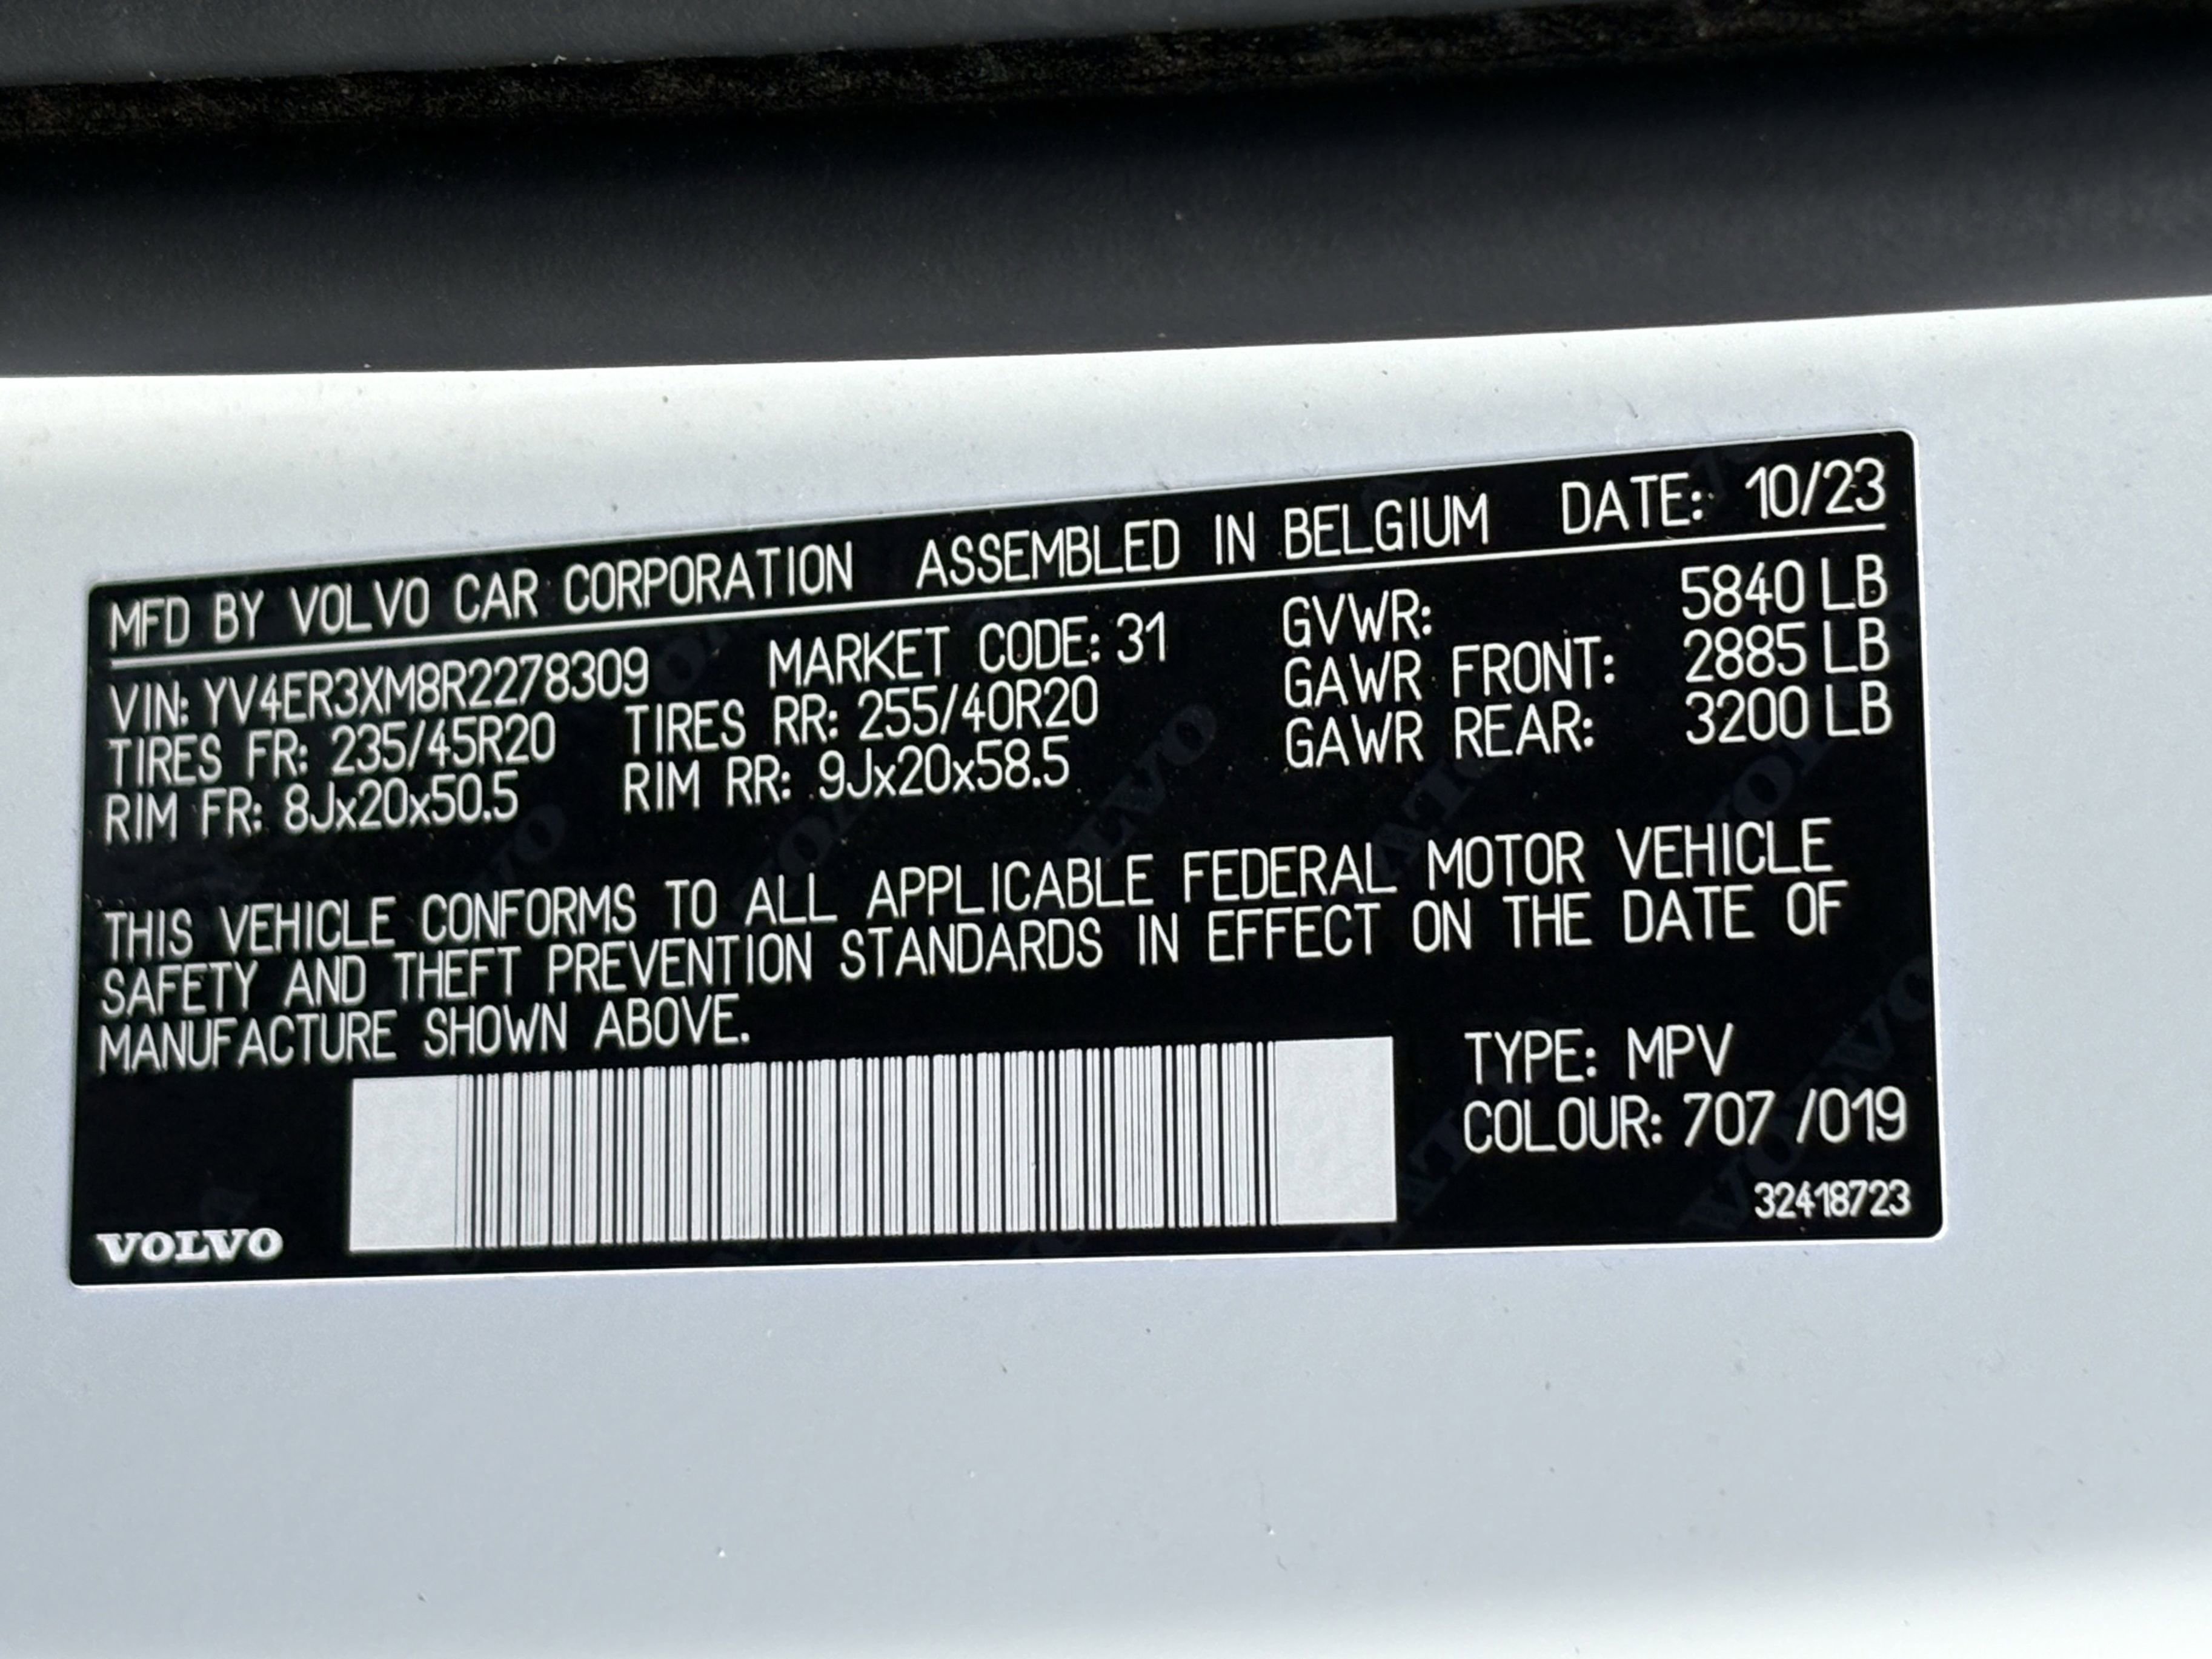 MFD BY VOLVO CAR CORPORATION ASSEMBLED IN BELGIUM DATE: 10/23
VIN: YV4ER3XM8R2278309 MARKET CODE: 31 GVWR: 5840 LB
TIRES FR: 235/45R20 TIRES RR: 255/40R20 GAWR FRONT: 2885 LB
RIM FR: 8Jx20x50.5 RIM RR: 9Jx20x58.5 GAWR REAR: 3200 LB
THIS VEHICLE CONFORMS TO ALL APPLICABLE FEDERAL MOTOR VEHICLE
SAFETY AND THEFT PREVENTION STANDARDS IN EFFECT ON THE DATE OF
MANUFACTURE SHOWN ABOVE.
TYPE: MPV
COLOUR: 707 /019
32418723
VOLVO